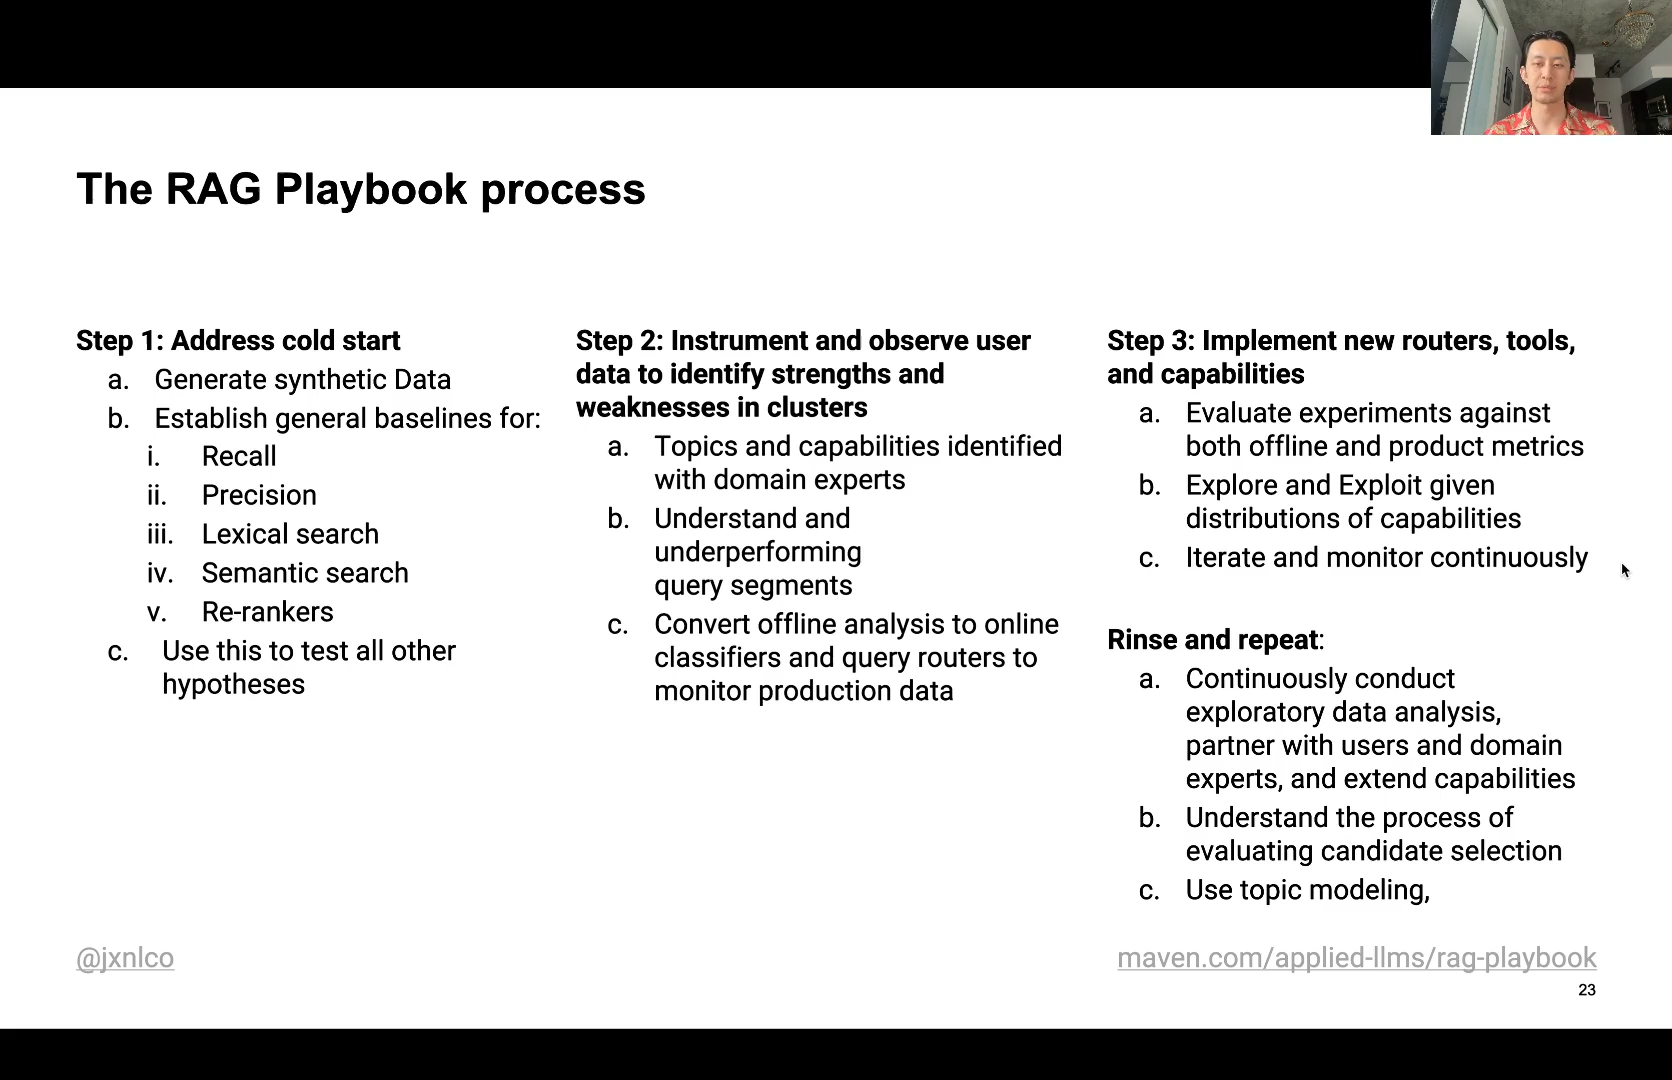 The RAG Playbook process
Step 1: Address cold start
a. Generate synthetic Data
b. Establish general baselines for:
i. Recall
ii. Precision
iii. Lexical search
iv. Semantic search
v. Re-rankers
c. Use this to test all other
hypotheses
Step 2: Instrument and observe user
data to identify strengths and
weaknesses in clusters
a. Topics and capabilities identified
with domain experts
b. Understand and
underperforming
query segments
c. Convert offline analysis to online
classifiers and query routers to
monitor production data
Step 3: Implement new routers, tools,
and capabilities
a. Evaluate experiments against
both offline and product metrics
b. Explore and Exploit given
distributions of capabilities
c. Iterate and monitor continuously
Rinse and repeat:
a. Continuously conduct
exploratory data analysis,
partner with users and domain
experts, and extend capabilities
b. Understand the process of
evaluating candidate selection
c. Use topic modeling,
@jxnlco
maven.com/applied-llms/rag-playbook
23